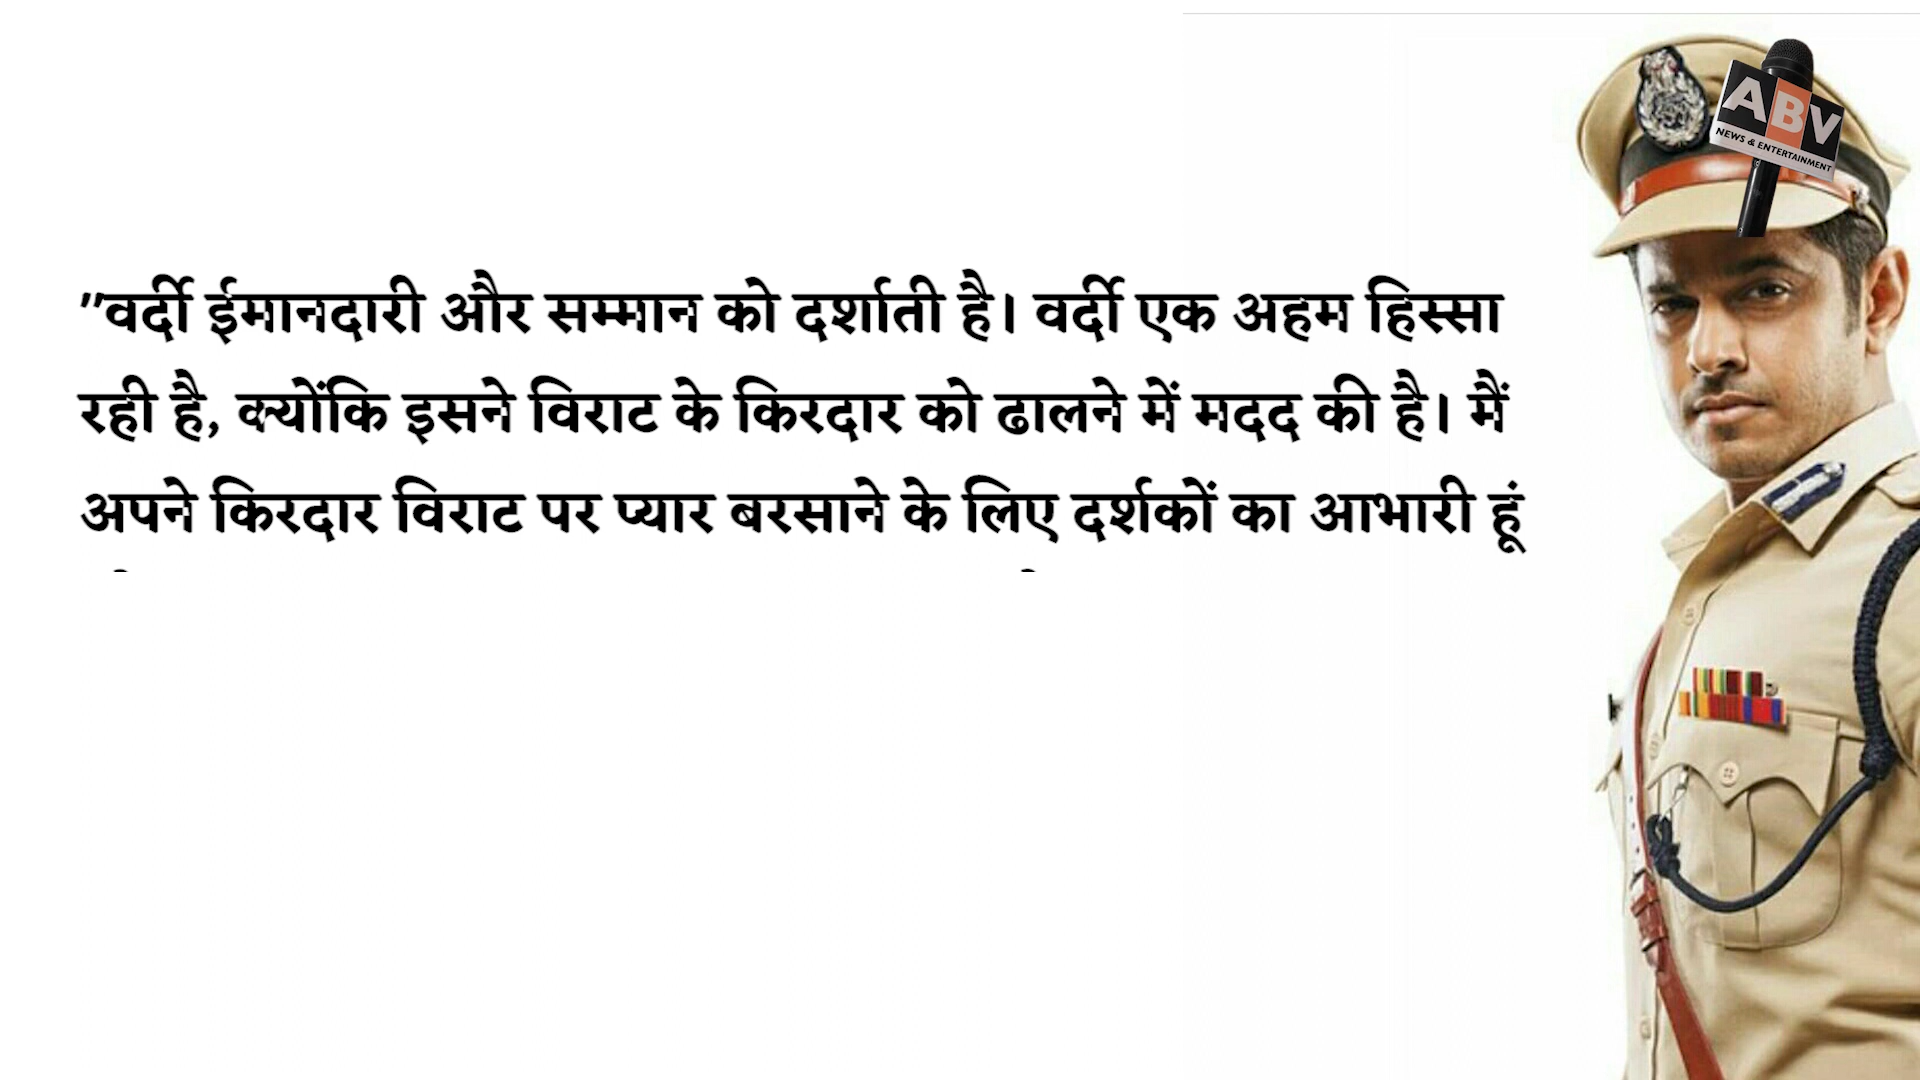 "वर्दी ईमानदारी और सम्मान को दर्शाती है। वर्दी एक अहम हिस्सा
रही है, क्योंकि इसने विराट के किरदार को ढालने में मदद की है। मैं
अपने किरदार विराट पर प्यार बरसाने के लिए दर्शकों का आभारी हूं
ABV
NEWS & ENTERTAINMENT